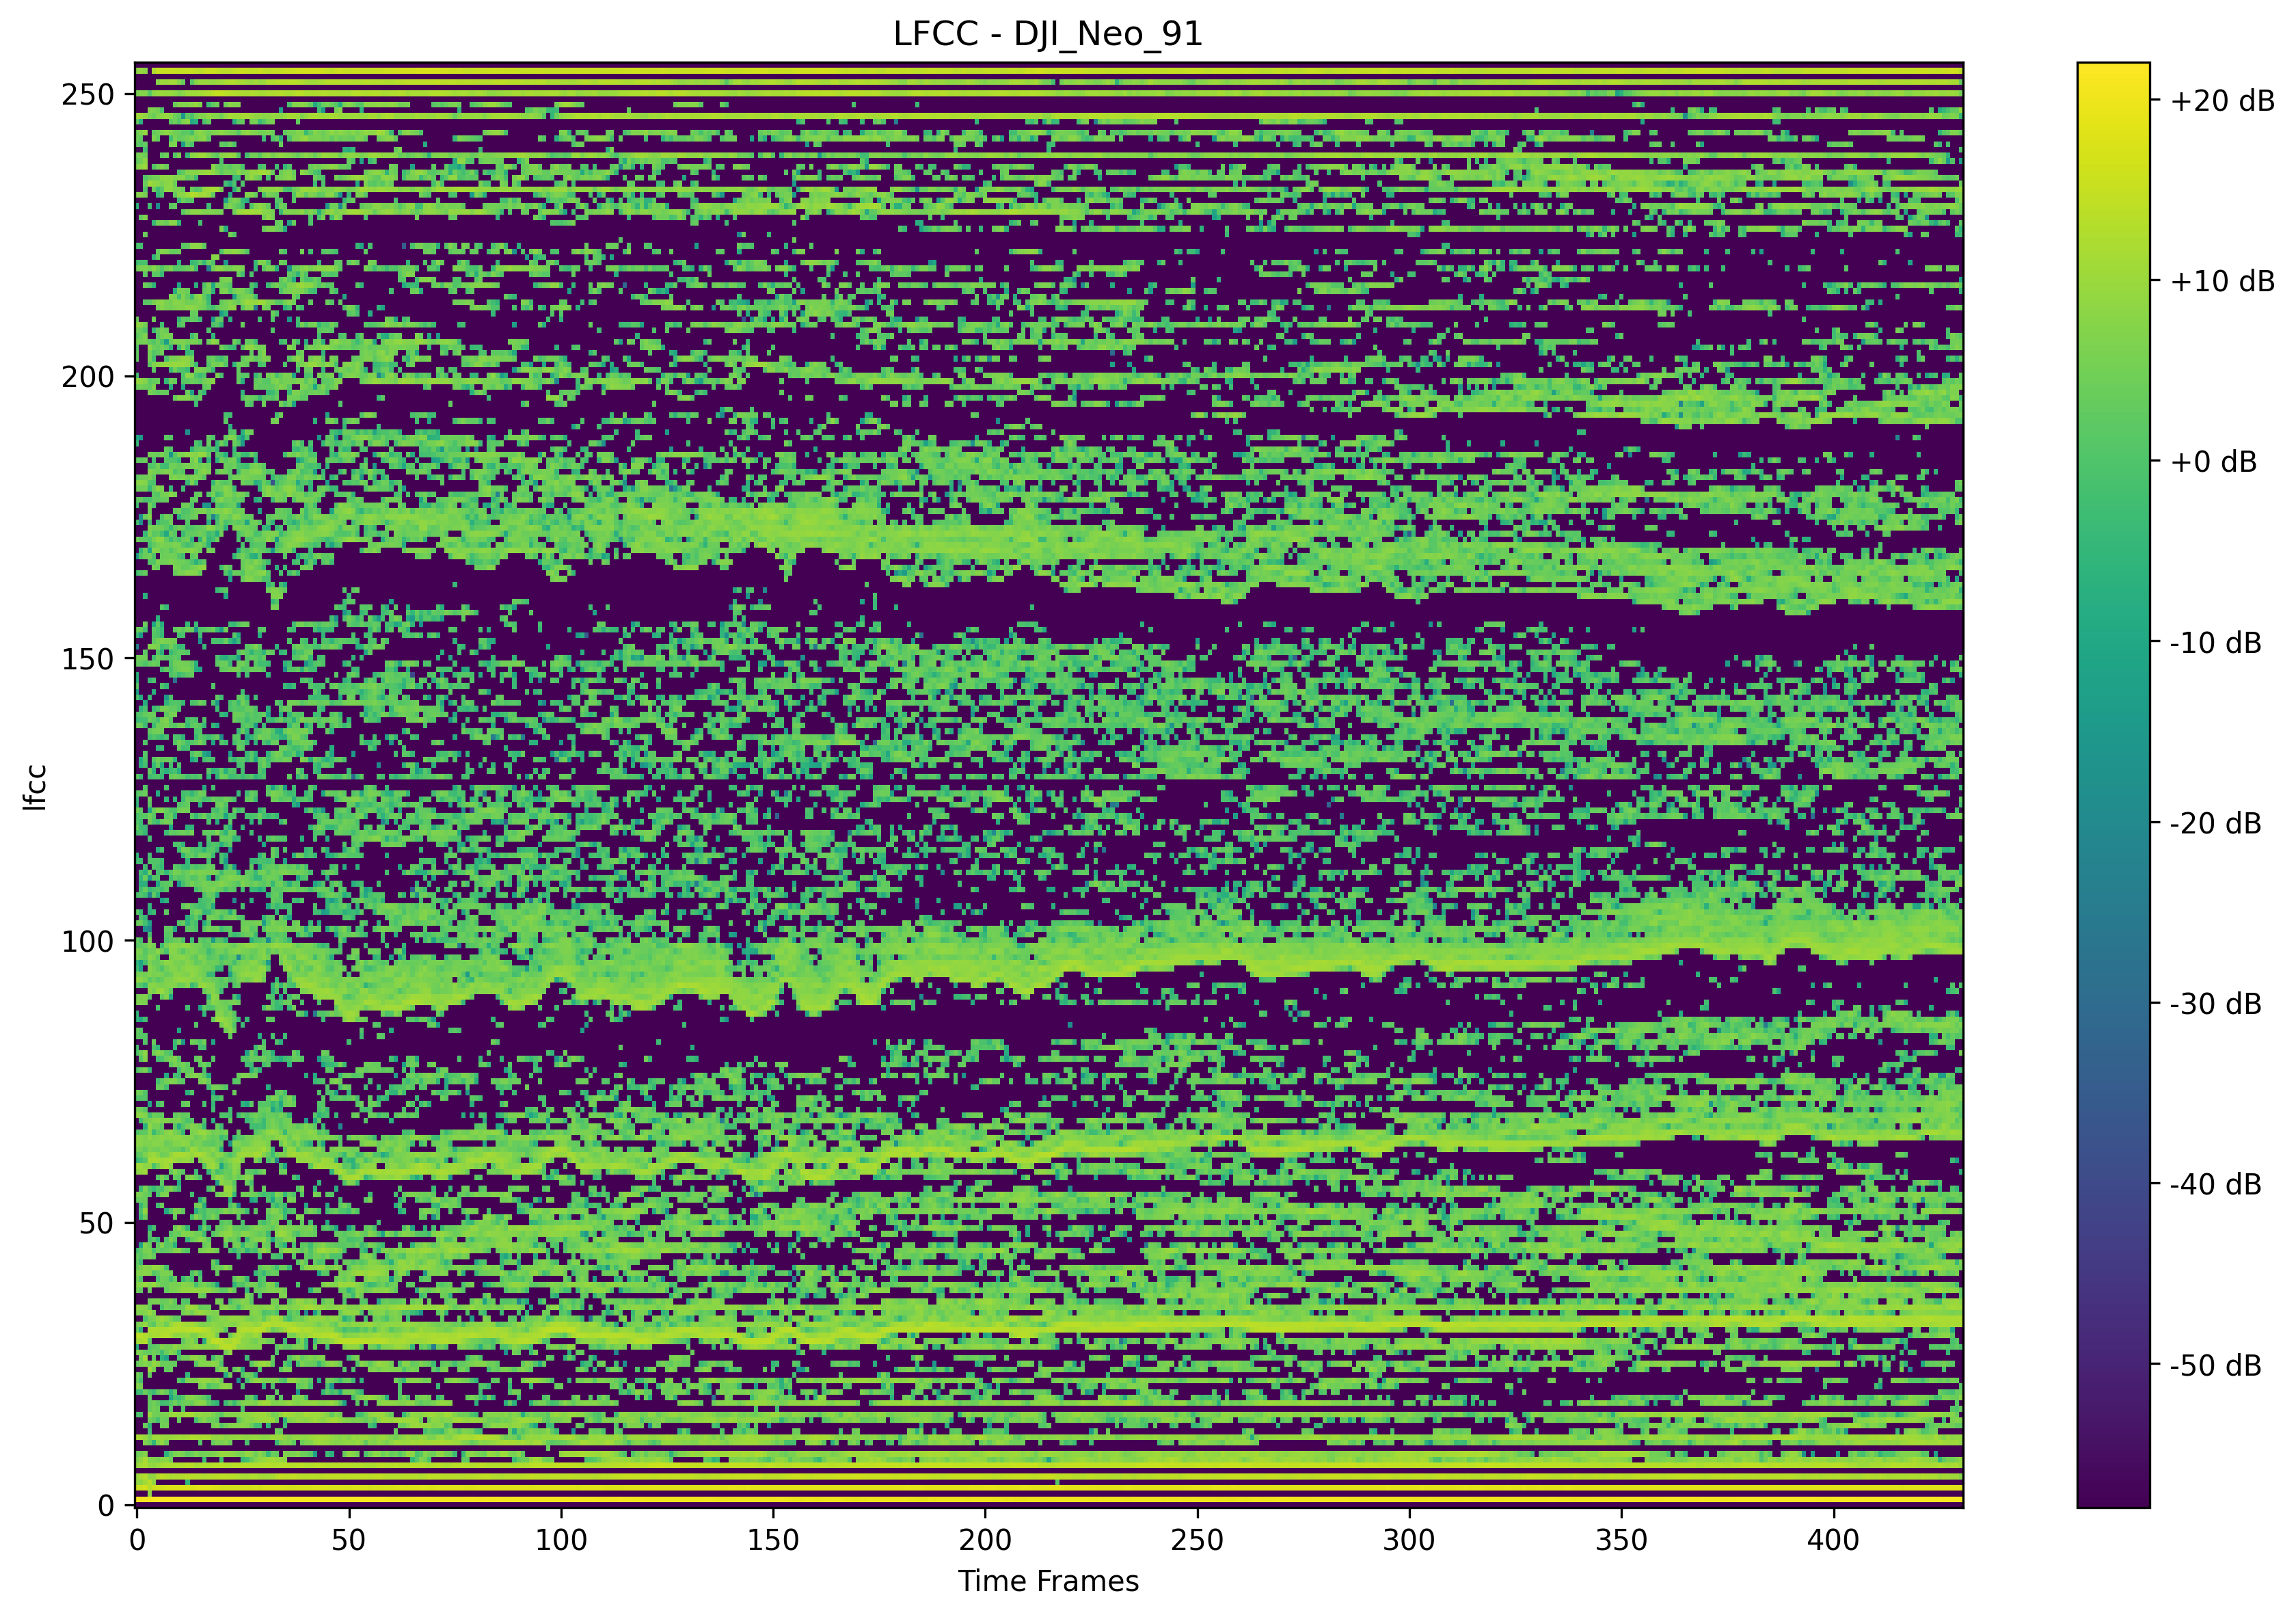 LFCC - DJI_Neo_91
250
200
150
100
50
0
lfcc
0 50 100 150 200 250 300 350 400
Time Frames
+20 dB
+10 dB
+0 dB
-10 dB
-20 dB
-30 dB
-40 dB
-50 dB